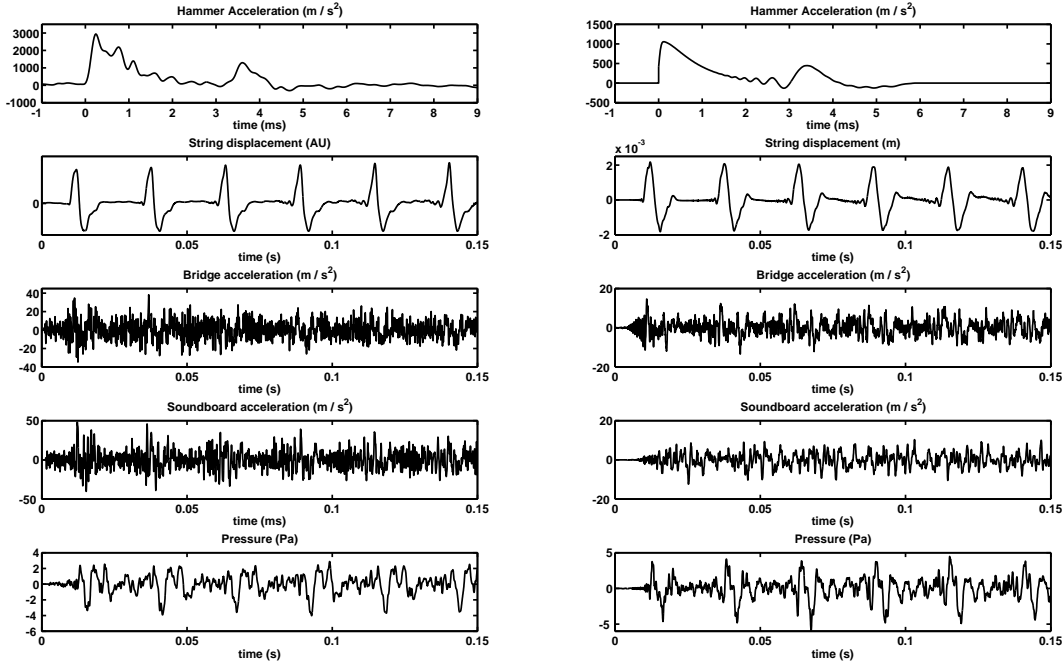 Hammer Acceleration (m / s²)
3000
2000
1000
0
-1000
-1 0 1 2 3 4 5 6 7 8 9
time (ms)
String displacement (AU)
0
0 0.05 0.1 0.15
time (s)
Bridge acceleration (m / s²)
40
20
0
-20
-40
0 0.05 0.1 0.15
time (s)
Soundboard acceleration (m / s²)
50
0
-50
0 0.05 0.1 0.15
time (ms)
Pressure (Pa)
4
2
0
-2
-4
-6
0 0.05 0.1 0.15
time (s)
Hammer Acceleration (m / s²)
1500
1000
500
0
-500
-1 0 1 2 3 4 5 6 7 8 9
time (ms)
String displacement (m)
x 10⁻³
2
0
-2
0 0.05 0.1 0.15
time (s)
Bridge acceleration (m / s²)
20
0
-20
0 0.05 0.1 0.15
time (s)
Soundboard acceleration (m / s²)
20
0
-20
0 0.05 0.1 0.15
time (s)
Pressure (Pa)
5
0
-5
0 0.05 0.1 0.15
time (s)